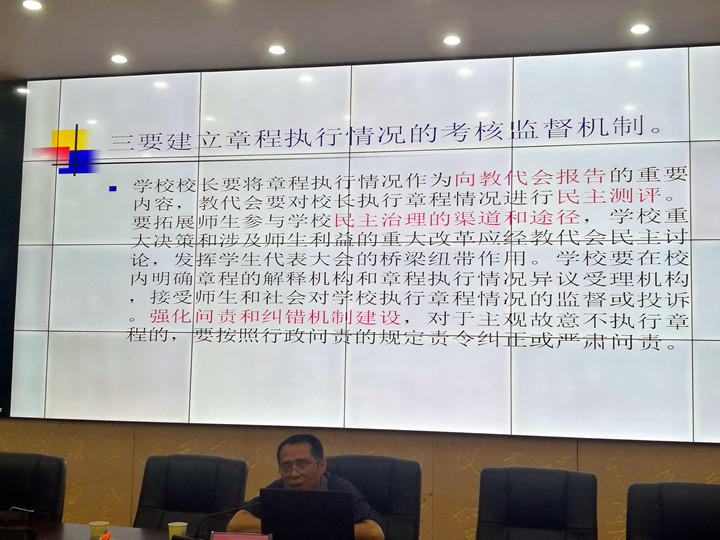 三要建立章程执行情况的考核监督机制。
学校校长要将章程执行情况作为向教代会报告的重要
内容，教代会要对校长执行章程情况进行民主测评。
要拓展师生参与学校民主治理的渠道和途径，学校重
大决策和涉及师生利益的重大改革应经教代会民主讨
论，发挥学生代表大会的桥梁纽带作用。学校要在校
内明确章程的解释机构和章程执行情况异议受理机构
，接受师生和社会对学校执行章程情况的监督或投诉
。强化问责和纠错机制建设，对于主观故意不执行章
程的，要按照行政问责的规定责令纠正或严肃问责。